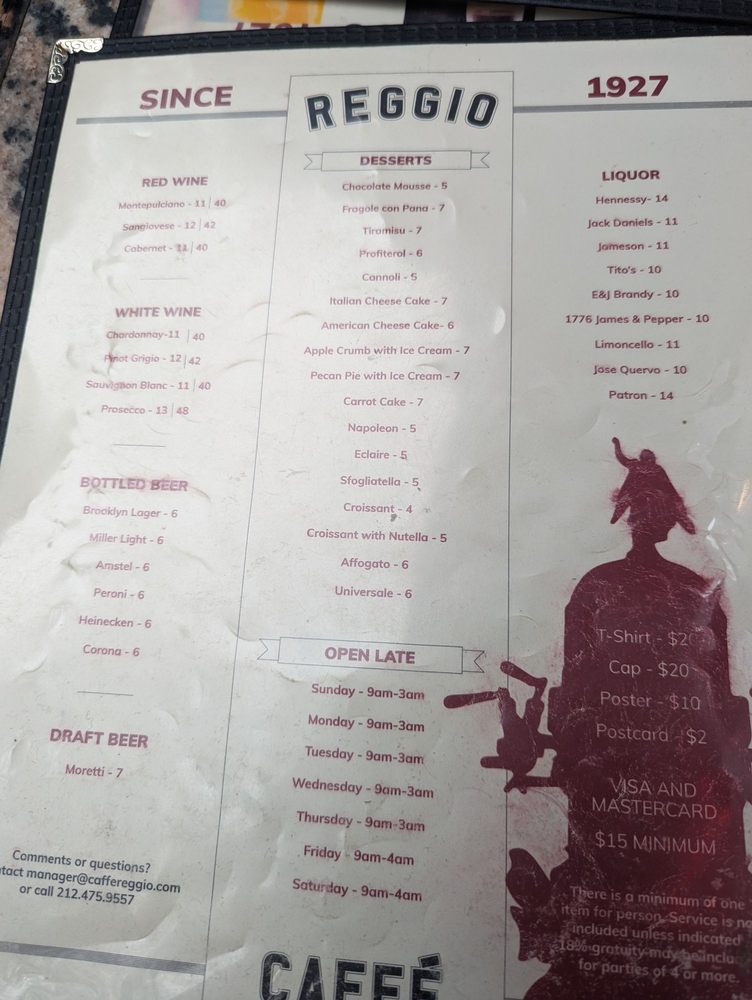 SINCE
REGGIO
1927
RED WINE
Montepulciano - 11 | 40
Sangiovese - 12 | 42
Cabernet - 11 | 40
WHITE WINE
Chardonnay-11 | 40
Pinot Grigio - 12 | 42
Sauvignon Blanc - 11 | 40
Prosecco - 13 | 48
BOTTLED BEER
Brooklyn Lager - 6
Miller Light - 6
Amstel - 6
Peroni - 6
Heinecken - 6
Corona - 6
DRAFT BEER
Moretti - 7
Comments or questions?
manager@caffereggio.com
or call 212.475.9557
DESSERTS
Chocolate Mousse - 5
Fragole con Pana - 7
Tiramisu - 7
Profiterol - 6
Cannoli - 5
Italian Cheese Cake - 7
American Cheese Cake- 6
Apple Crumb with Ice Cream - 7
Pecan Pie with Ice Cream - 7
Carrot Cake - 7
Napoleon - 5
Eclaire - 5
Sfogliatella - 5
Croissant - 4
Croissant with Nutella - 5
Affogato - 6
Universale - 6
OPEN LATE
Sunday - 9am-3am
Monday - 9am-3am
Tuesday - 9am-3am
Wednesday - 9am-3am
Thursday - 9am-3am
Friday - 9am-4am
Saturday - 9am-4am
CAFFÉ
LIQUOR
Hennessy- 14
Jack Daniels - 11
Jameson - 11
Tito's - 10
E&J Brandy - 10
1776 James & Pepper - 10
Limoncello - 11
Jose Quervo - 10
Patron - 14
T-Shirt - $20
Cap - $20
Poster - $10
Postcard - $2
VISA AND
MASTERCARD
$15 MINIMUM
There is a minimum of one
item for person. Service is
included unless indicated
18% gratuity may be
for parties of 4 or more.